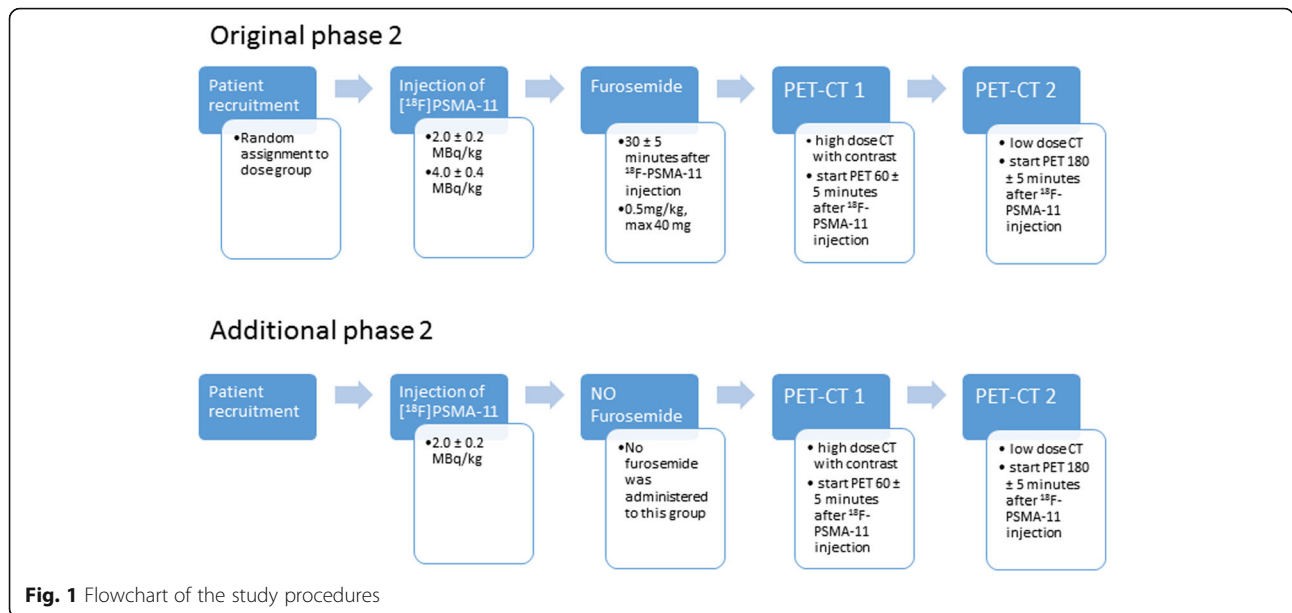 Original phase 2
Patient
recruitment
•Random
assignment to
dose group
Injection of
[¹⁸F]PSMA-11
•2.0 ± 0.2
MBq/kg
•4.0 ± 0.4
MBq/kg
Furosemide
•30 ± 5
minutes after
¹⁸F-PSMA-11
injection
•0.5mg/kg,
max 40 mg
PET-CT 1
• high dose CT
with contrast
• start PET 60 ±
5 minutes
after ¹⁸F-
PSMA-11
injection
PET-CT 2
• low dose CT
• start PET 180
± 5 minutes
after ¹⁸F-
PSMA-11
injection
Additional phase 2
Patient
recruitment
Injection of
[¹⁸F]PSMA-11
•2.0 ± 0.2
MBq/kg
NO
Furosemide
•No
furosemide
was
administered
to this group
PET-CT 1
• high dose CT
with contrast
• start PET 60 ±
5 minutes
after ¹⁸F-
PSMA-11
injection
PET-CT 2
• low dose CT
• start PET 180
± 5 minutes
after ¹⁸F-
PSMA-11
injection
Fig. 1 Flowchart of the study procedures